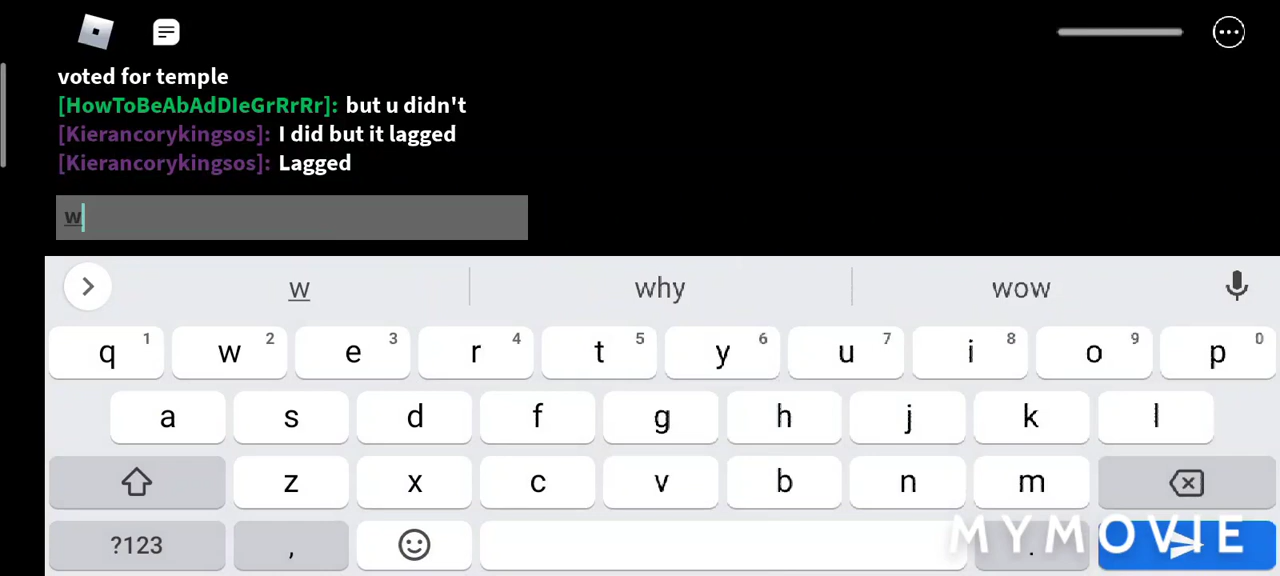 voted for temple
[HowToBeAbAdDIeGrRrRr]: but u didn't
[Kierancorykingsos]: I did but it lagged
[Kierancorykingsos]: Lagged
w
w why wow
q 1 w 2 e 3 r 4 t 5 y 6 u 7 i 8 o 9 p 0
a s d f g h j k l
z x c v b n m
?123 , .
MYMOVIE